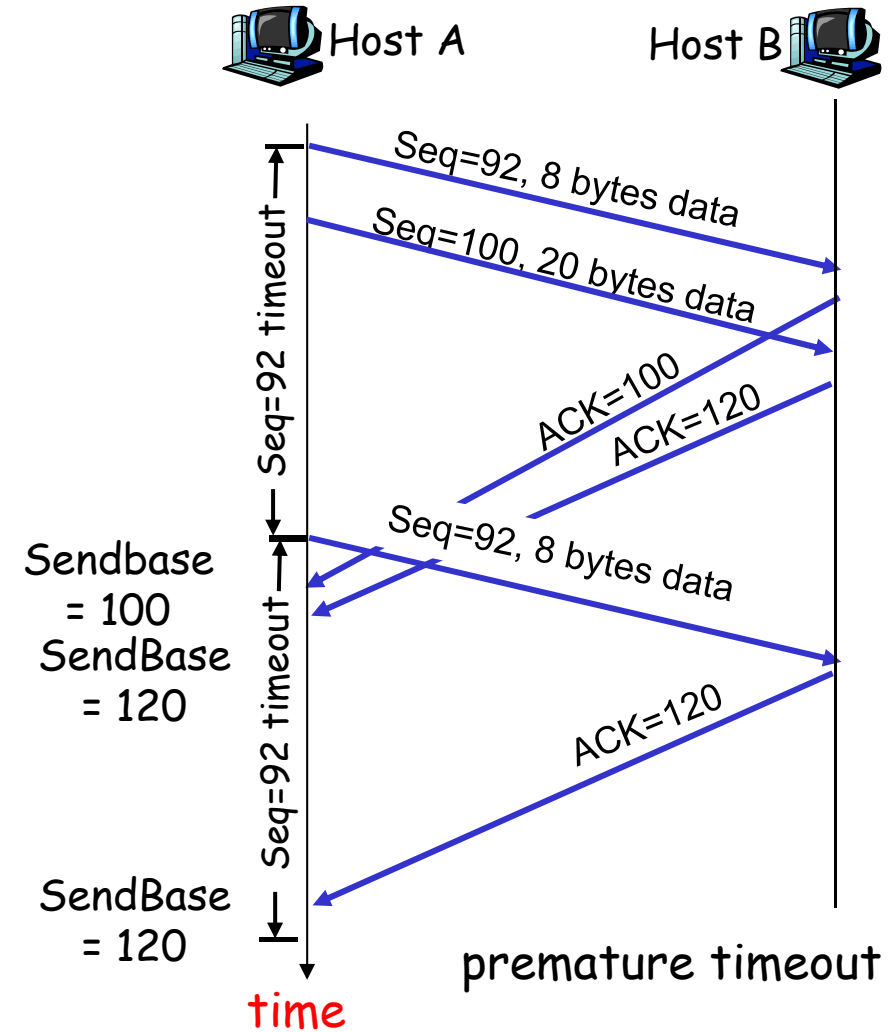 Host A
Host B
Seq=92, 8 bytes data
Seq=100, 20 bytes data
Seq=92 timeout
ACK=100
ACK=120
Seq=92, 8 bytes data
Sendbase
= 100
SendBase
= 120
Seq=92 timeout
ACK=120
SendBase
= 120
premature timeout
time